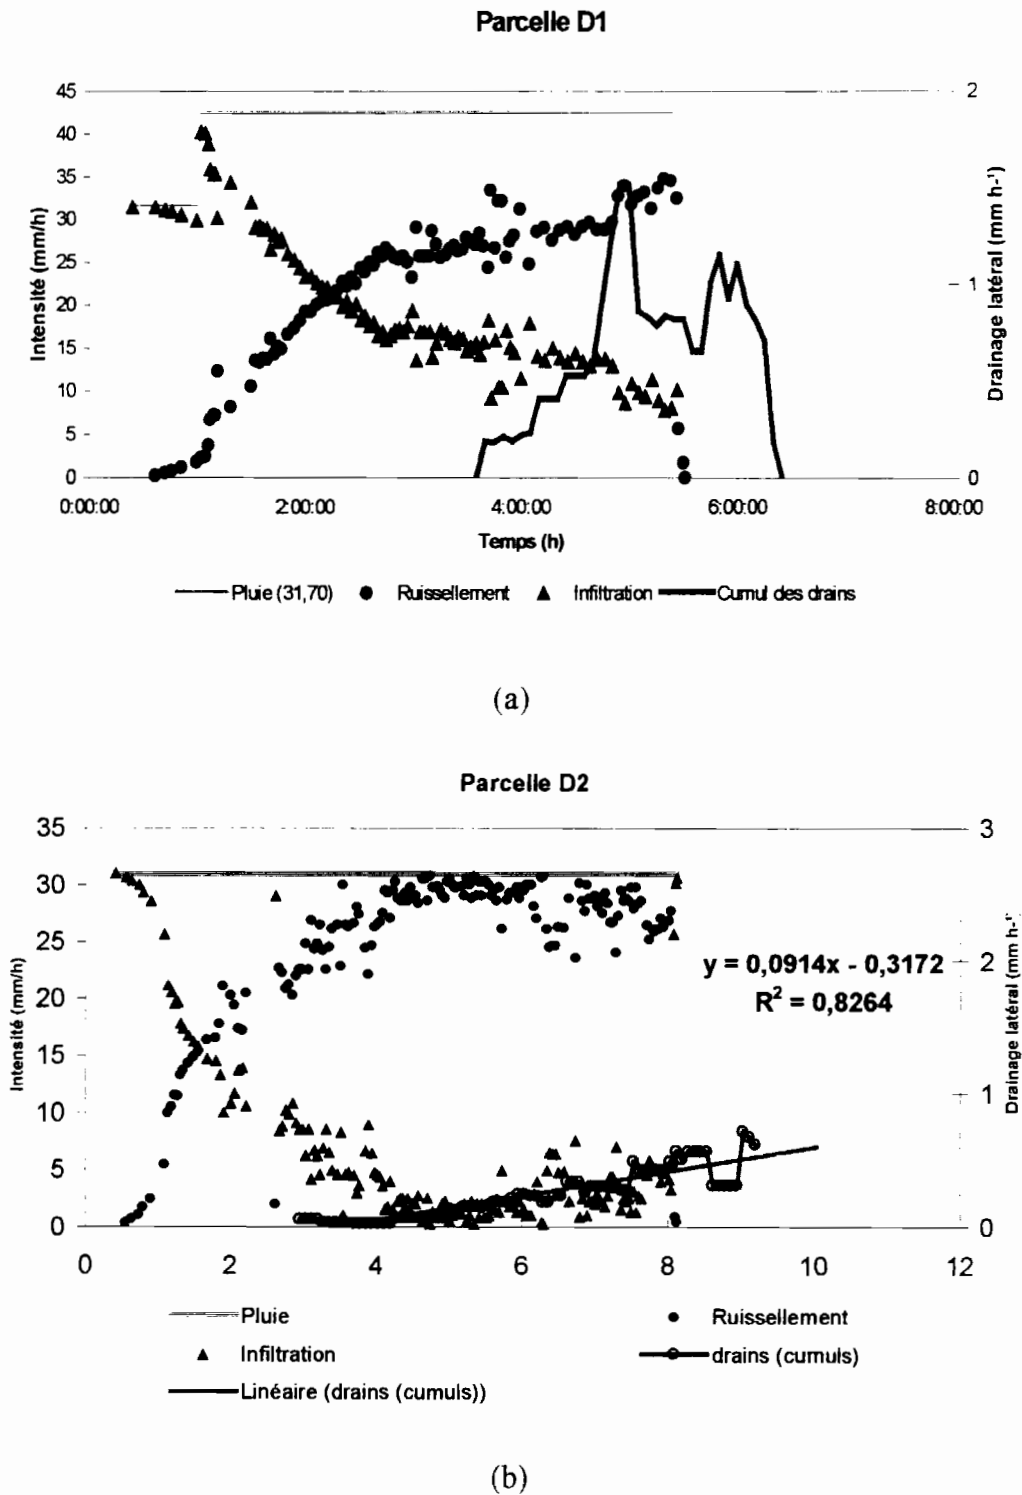 Parcelle D1
45
40
35
30
25
20
15
10
5
0
Intensité (mm/h)
2
1
0
Drainage latéral (mm h-¹)
0:00:00
2:00:00
4:00:00
6:00:00
8:00:00
Temps (h)
Pluie (31,70) Ruissellement Infiltration Cumul des drains
(a)
Parcelle D2
35
30
25
20
15
10
5
0
Intensité (mm/h)
3
2
1
0
Drainage latéral (mm h-¹
y = 0,0914x - 0,3172
R² = 0,8264
0 2 4 6 8 10 12
Pluie Ruissellement
Infiltration drains (cumuls)
Linéaire (drains (cumuls))
(b)